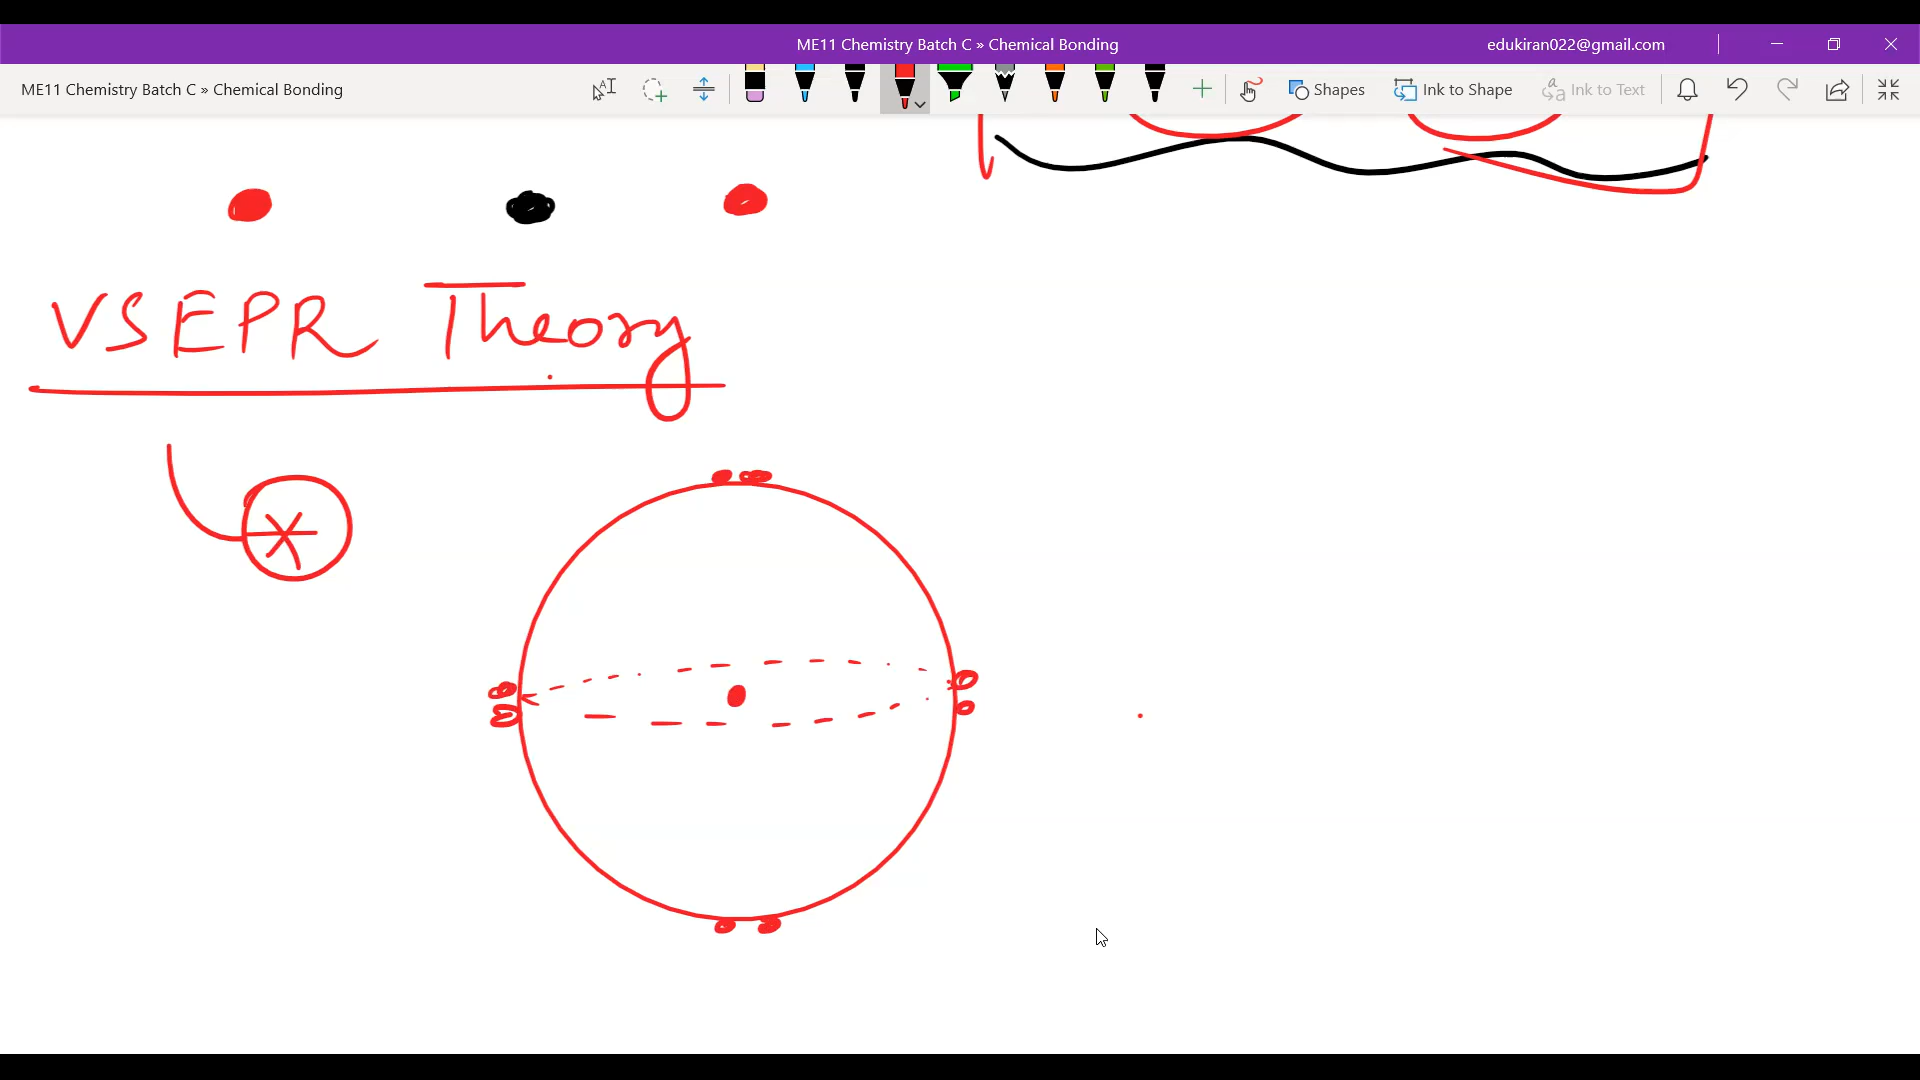 ME11 Chemistry Batch C » Chemical Bonding
edukiran022@gmail.com
ME11 Chemistry Batch C » Chemical Bonding
Shapes
Ink to Shape
Ink to Text
VSEPR Theory